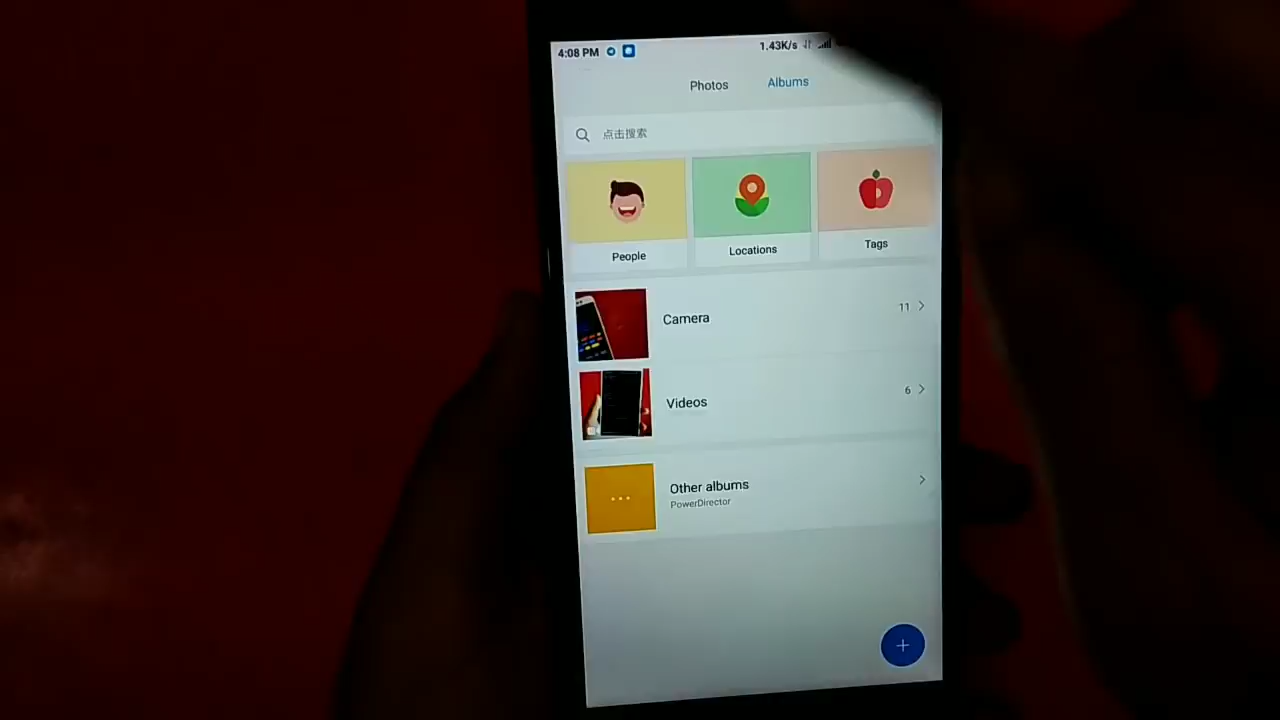 4:08 PM 1.43K/s
Photos Albums
点击搜索
People Locations Tags
Camera 11
Videos 6
Other albums
PowerDirector